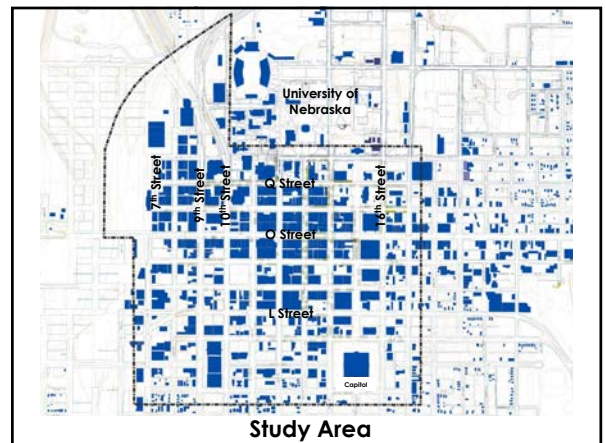 University of
Nebraska
7th Street
9th Street
10th Street
Q Street
16th Street
O Street
L Street
Capitol
Study Area